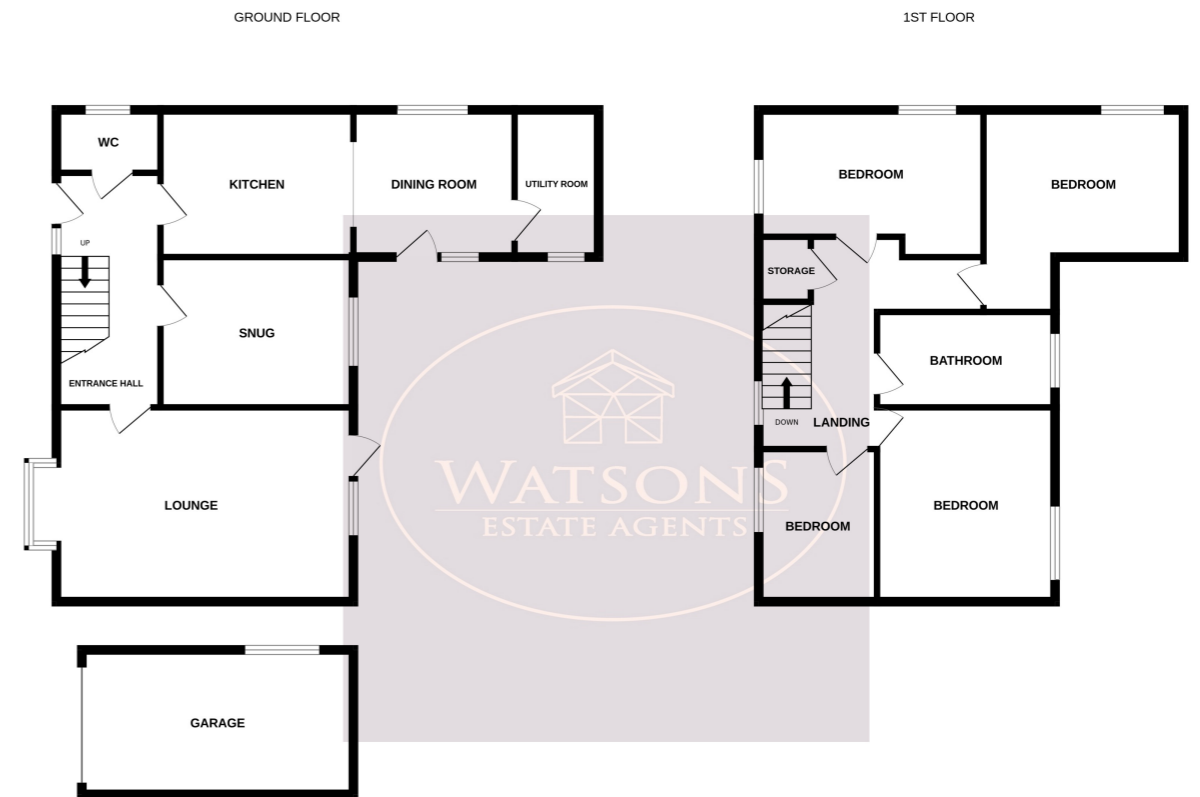 GROUND FLOOR
WC
KITCHEN
DINING ROOM
UTILITY ROOM
UP
SNUG
ENTRANCE HALL
LOUNGE
GARAGE
1ST FLOOR
BEDROOM
BEDROOM
STORAGE
BATHROOM
DOWN
LANDING
BEDROOM
BEDROOM
WATSONS
ESTATE AGENTS